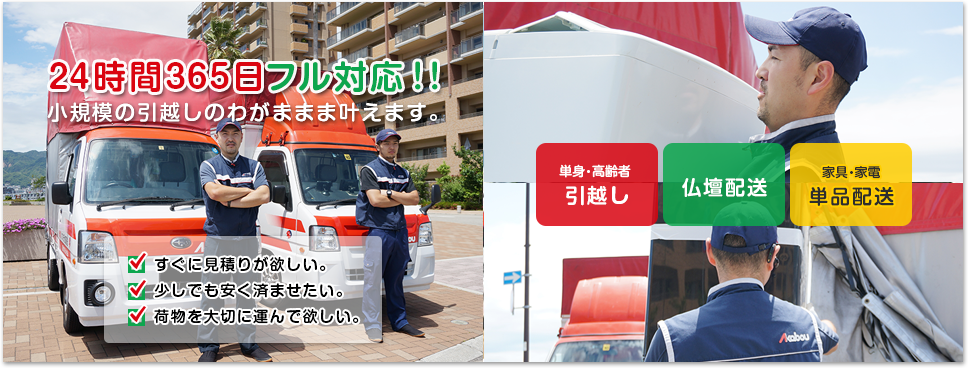 24時間365日フル対応!!
小規模の引越しのわがままま叶えます。
すぐに見積りが欲しい。
少しでも安く済ませたい。
荷物を大切に運んで欲しい。
単身・高齢者
引越し
仏壇配送
家具・家電
単品配送
Akabou